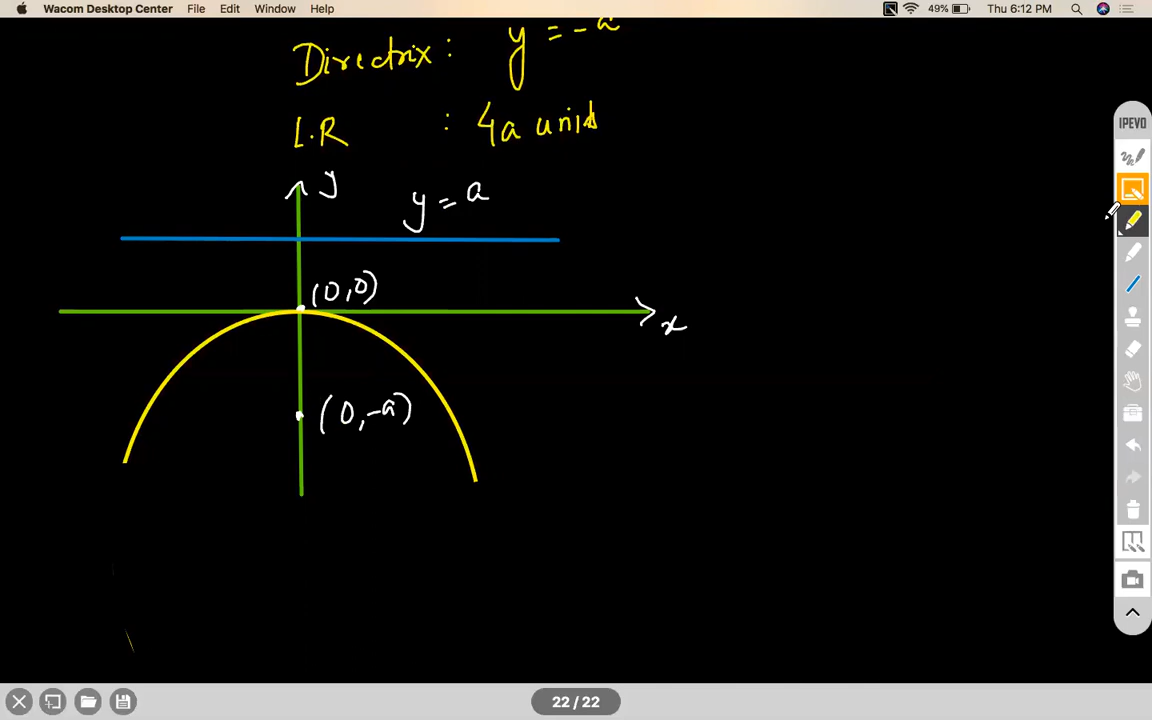 Wacom Desktop Center File Edit Window Help 49% Thu 6:12 PM
y = -a
Directrix :
L.R : 4a units
IPEVO
y
y = a
(0,0)
x
(0,-a)
22 / 22